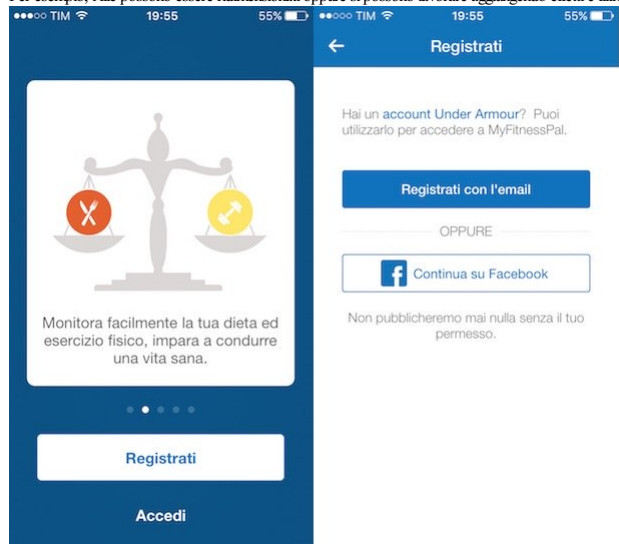 TIM 19:55 55%
Monitora facilmente la tua dieta ed
esercizio fisico, impara a condurre
una vita sana.
Registrati
Accedi
TIM 19:55 55%
Registrati
Hai un account Under Armour? Puoi
utilizzarlo per accedere a MyFitnessPal.
Registrati con l'email
OPPURE
f Continua su Facebook
Non pubblicheremo mai nulla senza il tuo
permesso.